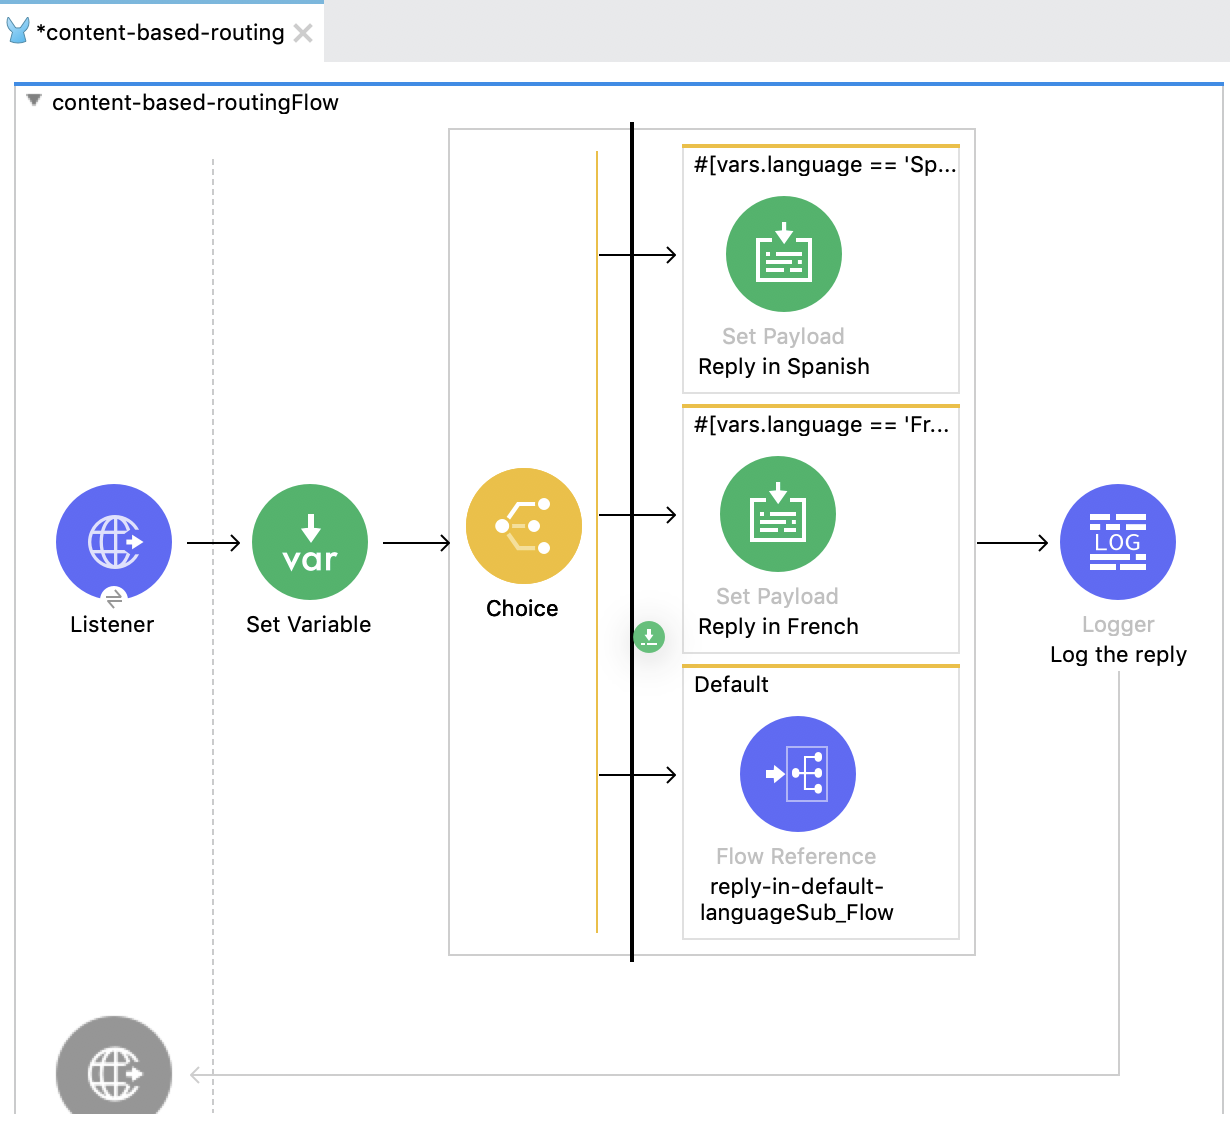 *content-based-routing
content-based-routingFlow
#[vars.language == 'Sp...
Set Payload
Reply in Spanish
#[vars.language == 'Fr...
Set Payload
Reply in French
Default
Flow Reference
reply-in-default-
languageSub_Flow
Listener
var
Set Variable
Choice
LOG
Logger
Log the reply